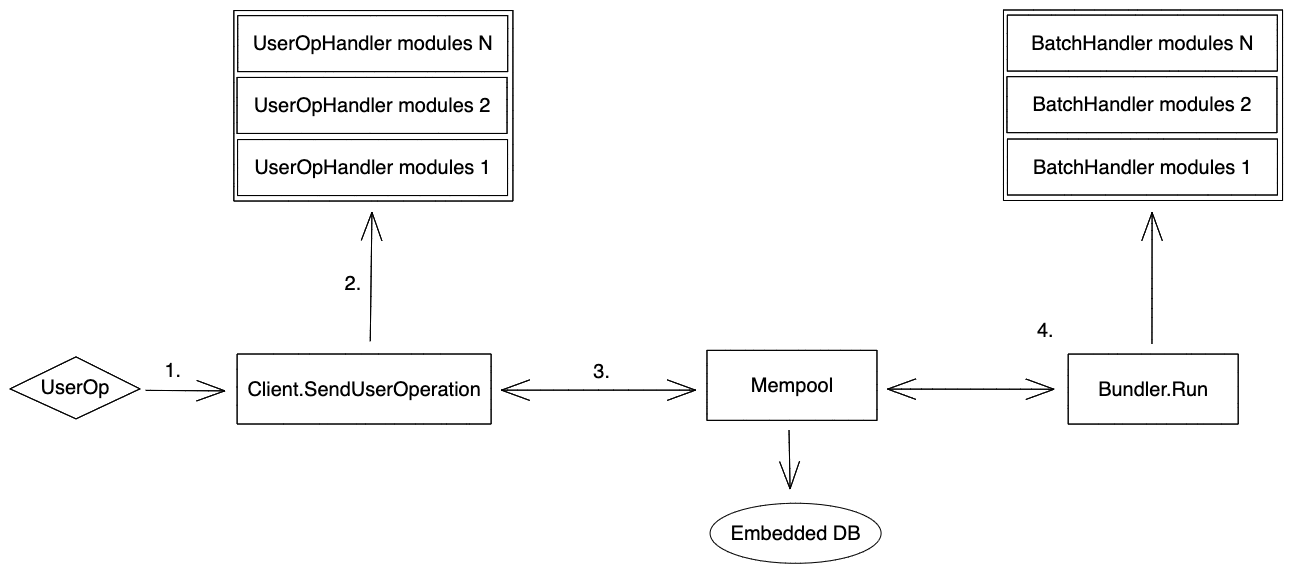 UserOpHandler modules N
UserOpHandler modules 2
UserOpHandler modules 1
BatchHandler modules N
BatchHandler modules 2
BatchHandler modules 1
2.
4.
1.
3.
UserOp
Client.SendUserOperation
Mempool
Bundler.Run
Embedded DB